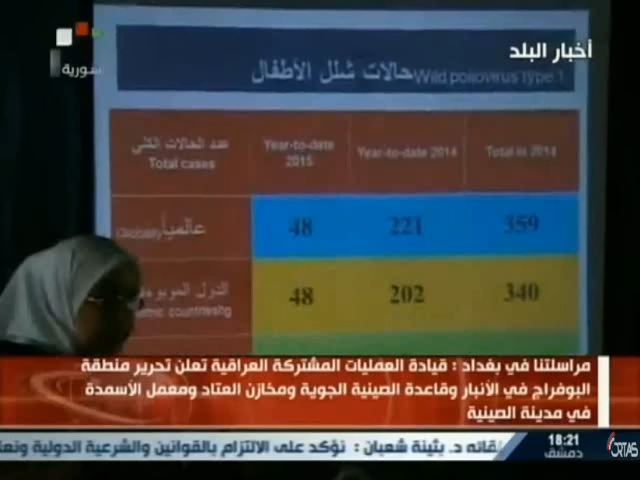 أخبار البلد
سورية
حالات شلل الأطفال
Wild poliovirus type 1
عدد الحالات الكلي
Total cases
Year-to-date 2015
Year-to-date 2014
Total in 2014
عالمياً
Globally
48
221
359
الدول الموبوءة
48
202
340
مراسلتنا في بغداد : قيادة العمليات المشتركة العراقية تعلن تحرير منطقة
البوفراج في الأنبار وقاعدة الصينية الجوية ومخازن العتاد ومعمل الأسمدة
في مدينة الصينية
د. بثينة شعبان : نؤكد على الالتزام بالقوانين والشرعية الدولية
18:21
دمشق
ORTAS